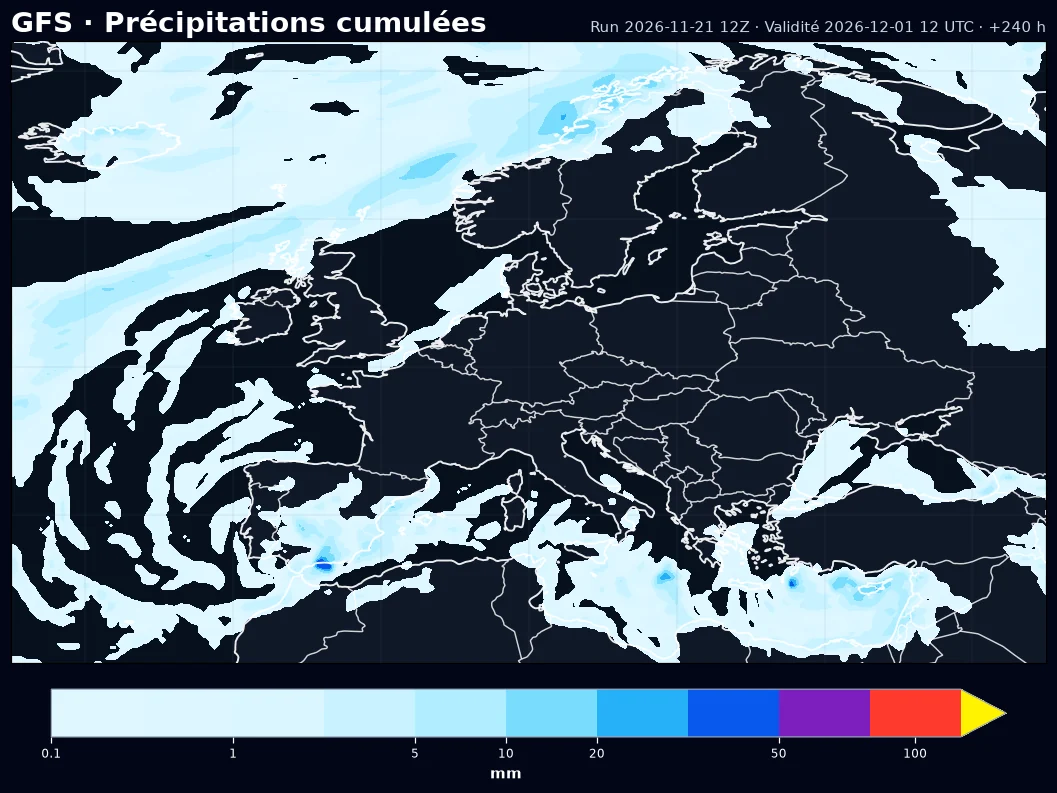 GFS · Précipitations cumulées
Run 2026-11-21 12Z · Validité 2026-12-01 12 UTC · +240 h
0.1 1 5 10 20 50 100
mm